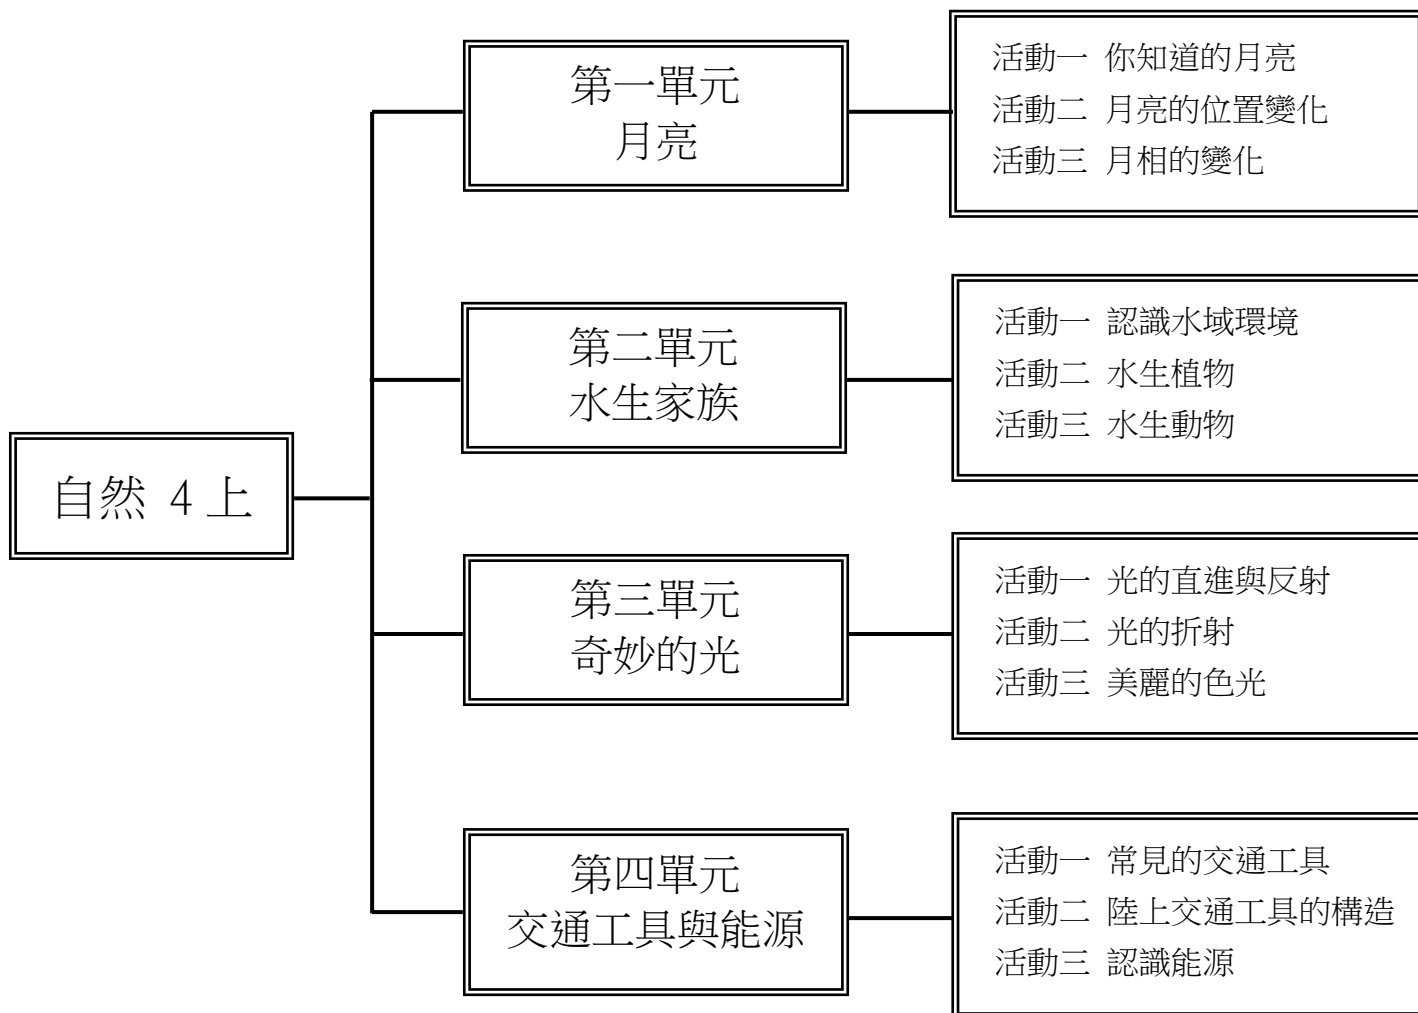 自然 4 上
第一單元
月亮
活動一 你知道的月亮
活動二 月亮的位置變化
活動三 月相的變化
第二單元
水生家族
活動一 認識水域環境
活動二 水生植物
活動三 水生動物
第三單元
奇妙的光
活動一 光的直進與反射
活動二 光的折射
活動三 美麗的色光
第四單元
交通工具與能源
活動一 常見的交通工具
活動二 陸上交通工具的構造
活動三 認識能源